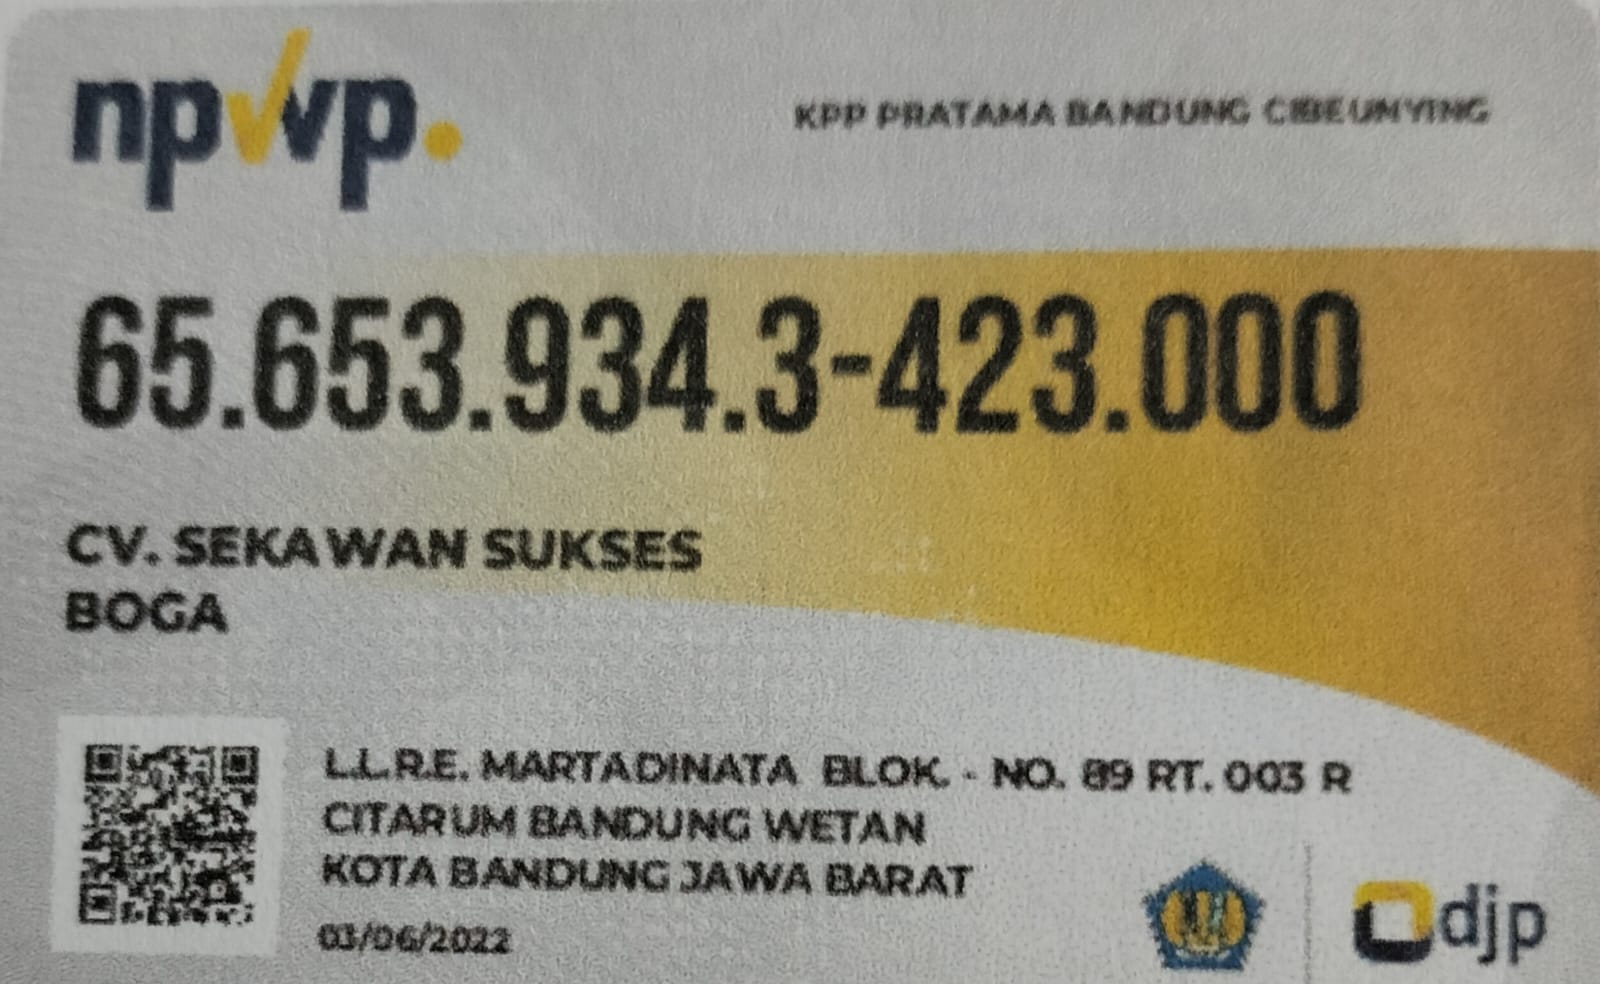 npwp.
KPP PRATAMA BANDUNG CIBEUNYING
65.653.934.3-423.000
CV. SEKAWAN SUKSES
BOGA
L.L.R.E. MARTADINATA BLOK. - NO. 89 RT. 003 R
CITARUM BANDUNG WETAN
KOTA BANDUNG JAWA BARAT
03/06/2022
djp